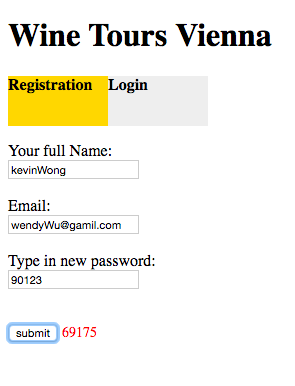 Wine Tours Vienna
Registration Login
Your full Name:
kevinWong
Email:
wendyWu@gamil.com
Type in new password:
90123
submit 69175